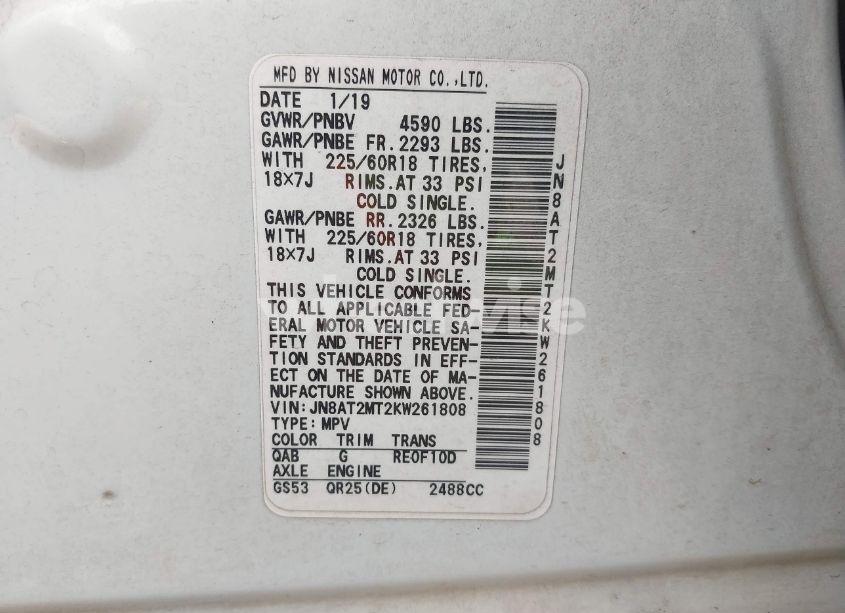 MFD BY NISSAN MOTOR CO.,LTD.
DATE 1/19
GVWR/PNBV 4590 LBS.
GAWR/PNBE FR. 2293 LBS.
WITH 225/60R18 TIRES,
18×7J RIMS.AT 33 PSI
COLD SINGLE.
GAWR/PNBE RR. 2326 LBS.
WITH 225/60R18 TIRES,
18×7J RIMS.AT 33 PSI
COLD SINGLE.
THIS VEHICLE CONFORMS
TO ALL APPLICABLE FED-
ERAL MOTOR VEHICLE SA-
FETY AND THEFT PREVEN-
TION STANDARDS IN EFF-
ECT ON THE DATE OF MA-
NUFACTURE SHOWN ABOVE.
VIN:JN8AT2MT2KW261808
TYPE:MPV
COLOR TRIM TRANS
QAB G RE0F10D
AXLE ENGINE
GS53 QR25(DE) 2488CC
JN8AT2MT2KW261808